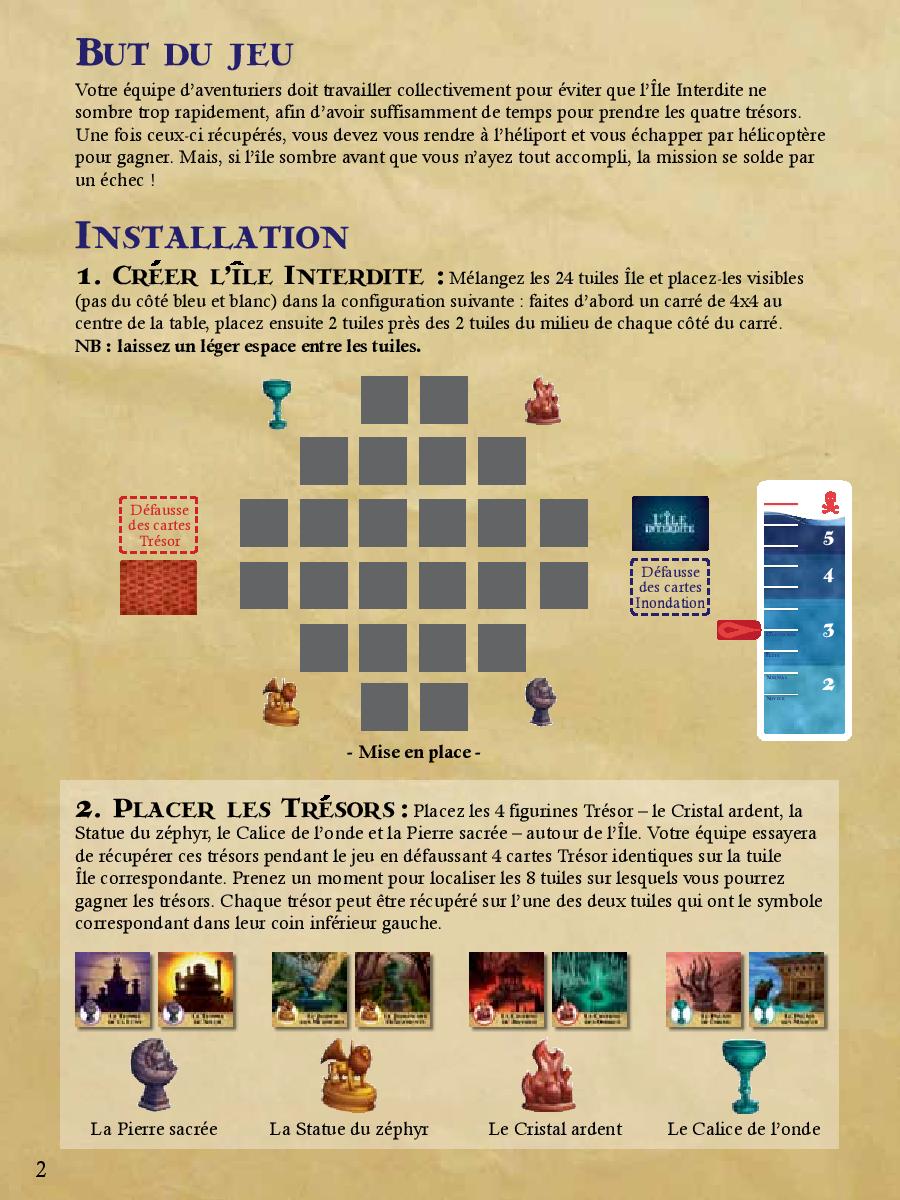 But du jeu
Votre équipe d’aventuriers doit travailler collectivement pour éviter que l’Île Interdite ne
sombre trop rapidement, afin d’avoir suffisamment de temps pour prendre les quatre trésors.
Une fois ceux-ci récupérés, vous devez vous rendre à l’héliport et vous échapper par hélicoptère
pour gagner. Mais, si l’île sombre avant que vous n’ayez tout accompli, la mission se solde par
un échec !
Installation
1. Créer l’île Interdite : Mélangez les 24 tuiles Île et placez-les visibles
(pas du côté bleu et blanc) dans la configuration suivante : faites d’abord un carré de 4x4 au
centre de la table, placez ensuite 2 tuiles près des 2 tuiles du milieu de chaque côté du carré.
NB : laissez un léger espace entre les tuiles.
Défausse
des cartes
Trésor
L’Île
Interdite
Défausse
des cartes
Inondation
5
4
3
2
- Mise en place -
2. Placer les Trésors : Placez les 4 figurines Trésor – le Cristal ardent, la
Statue du zéphyr, le Calice de l’onde et la Pierre sacrée – autour de l’Île. Votre équipe essayera
de récupérer ces trésors pendant le jeu en défaussant 4 cartes Trésor identiques sur la tuile
Île correspondante. Prenez un moment pour localiser les 8 tuiles sur lesquels vous pourrez
gagner les trésors. Chaque trésor peut être récupéré sur l’une des deux tuiles qui ont le symbole
correspondant dans leur coin inférieur gauche.
La Pierre sacrée
La Statue du zéphyr
Le Cristal ardent
Le Calice de l’onde
2